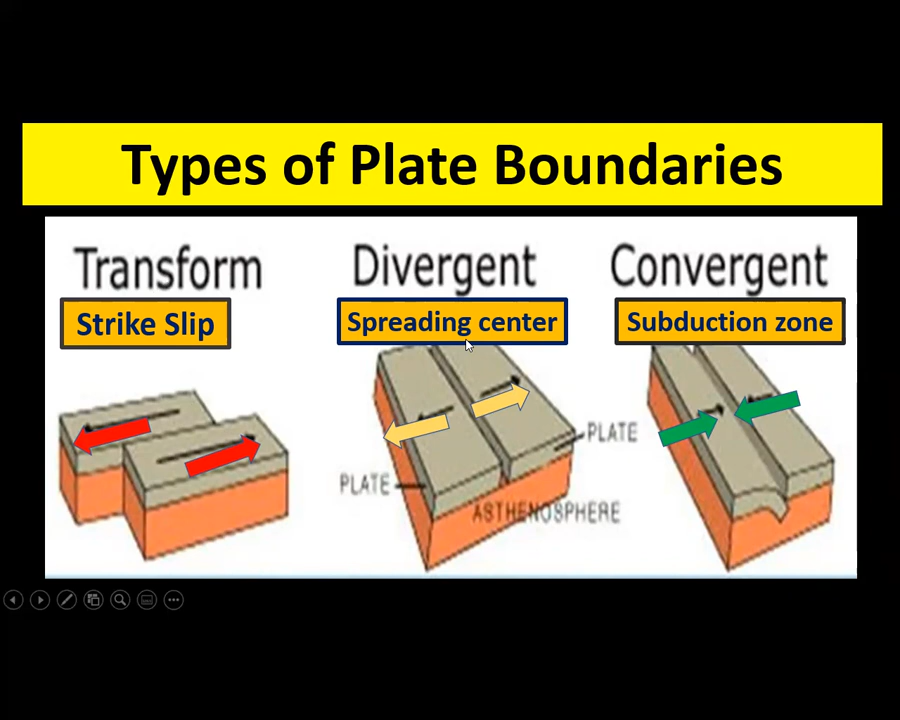 Types of Plate Boundaries
Transform
Divergent
Convergent
Strike Slip
Spreading center
Subduction zone
PLATE
PLATE
ASTHENOSPHERE